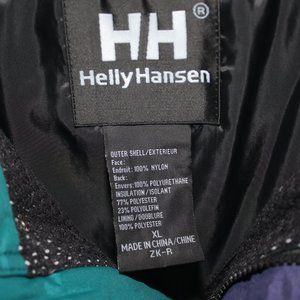 HH
®
Helly Hansen
OUTER SHELL/EXTERIEUR
Face:
Endruit: 100% NYLON
Back:
Envers: 100% POLYURETHANE
INSULATION/ISOLANT
77% POLYESTER
23% POLYOLEFIN
LINING/DOUBLURE
100% POLYESTER
XL
MADE IN CHINA/CHINE
ZK-R